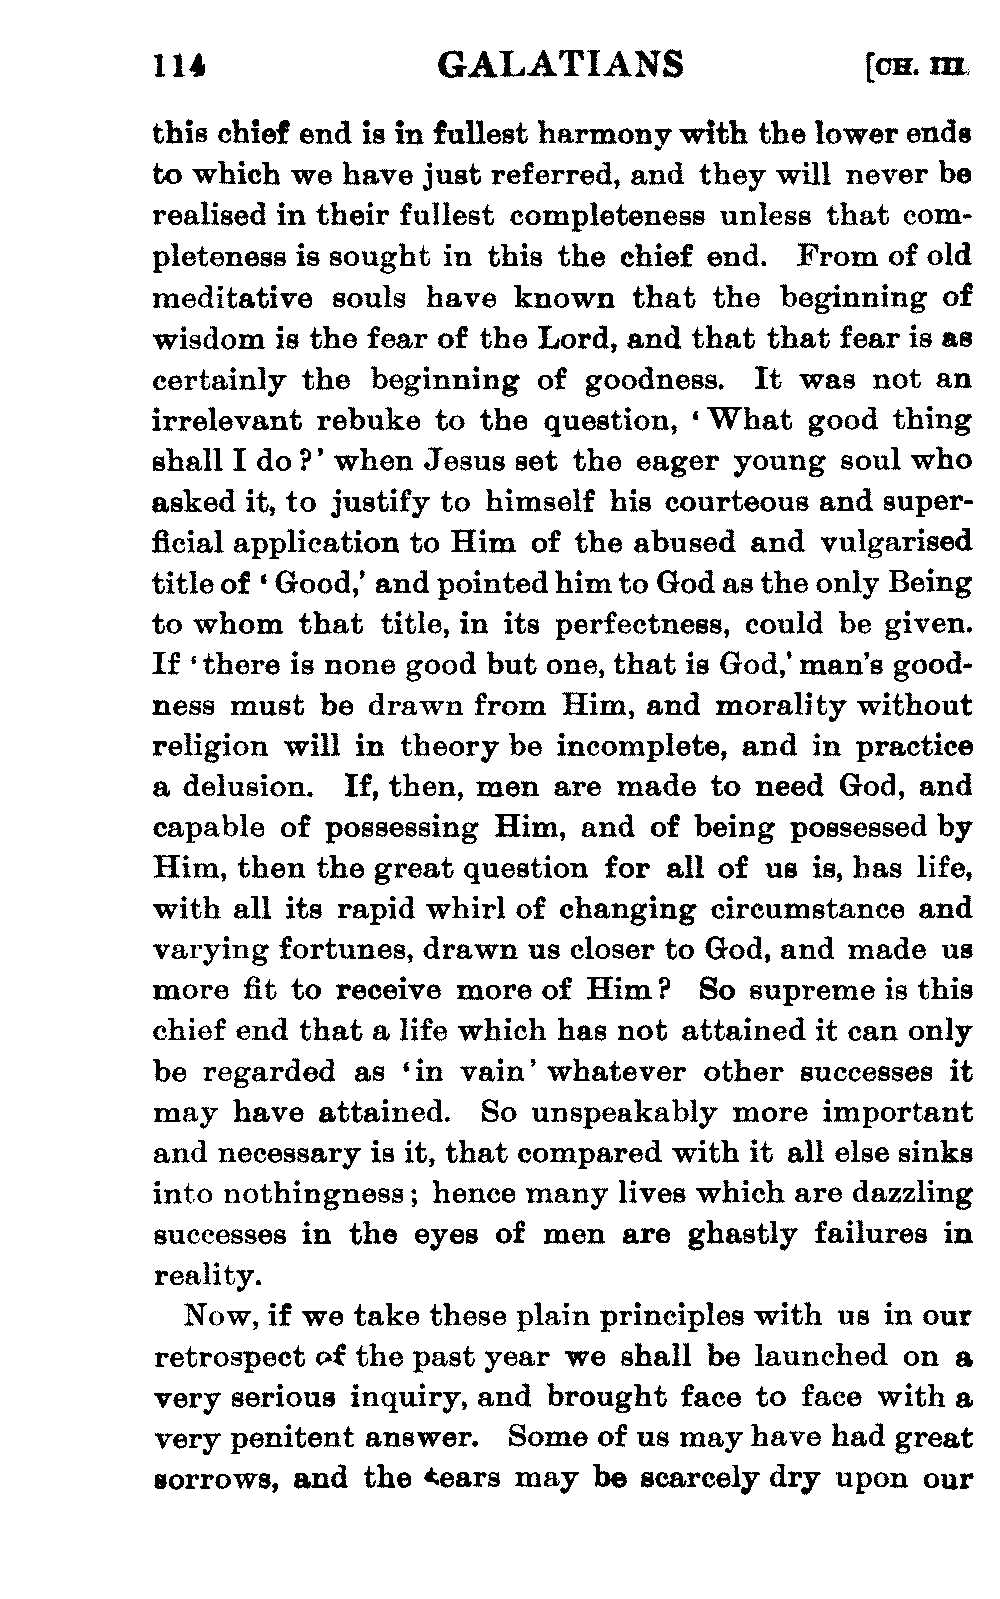 114 GALATIANS [CH. III.
this chief end is in fullest harmony with the lower ends
to which we have just referred, and they will never be
realised in their fullest completeness unless that com-
pleteness is sought in this the chief end. From of old
meditative souls have known that the beginning of
wisdom is the fear of the Lord, and that that fear is as
certainly the beginning of goodness. It was not an
irrelevant rebuke to the question, ‘What good thing
shall I do?’ when Jesus set the eager young soul who
asked it, to justify to himself his courteous and super-
ficial application to Him of the abused and vulgarised
title of ‘Good,’ and pointed him to God as the only Being
to whom that title, in its perfectness, could be given.
If ‘there is none good but one, that is God,’ man’s good-
ness must be drawn from Him, and morality without
religion will in theory be incomplete, and in practice
a delusion. If, then, men are made to need God, and
capable of possessing Him, and of being possessed by
Him, then the great question for all of us is, has life,
with all its rapid whirl of changing circumstance and
varying fortunes, drawn us closer to God, and made us
more fit to receive more of Him? So supreme is this
chief end that a life which has not attained it can only
be regarded as ‘in vain’ whatever other successes it
may have attained. So unspeakably more important
and necessary is it, that compared with it all else sinks
into nothingness; hence many lives which are dazzling
successes in the eyes of men are ghastly failures in
reality.
Now, if we take these plain principles with us in our
retrospect of the past year we shall be launched on a
very serious inquiry, and brought face to face with a
very penitent answer. Some of us may have had great
sorrows, and the tears may be scarcely dry upon our